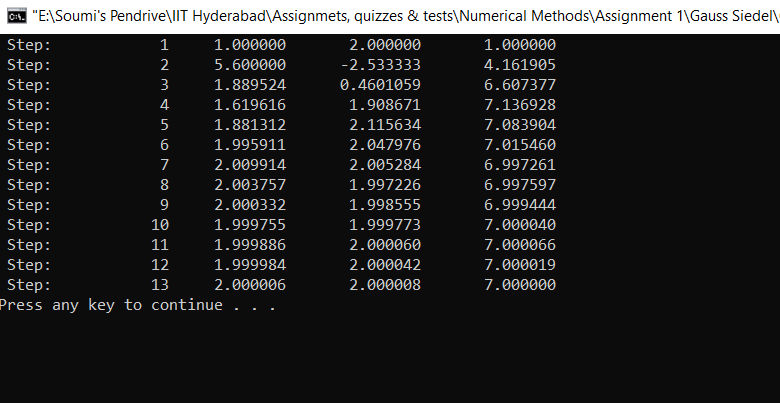 "E:\Soumi's Pendrive\IIT Hyderabad\Assignmets, quizzes & tests\Numerical Methods\Assignment 1\Gauss Siedel\
Step: 1 1.000000 2.000000 1.000000
Step: 2 5.600000 -2.533333 4.161905
Step: 3 1.889524 0.4601059 6.607377
Step: 4 1.619616 1.908671 7.136928
Step: 5 1.881312 2.115634 7.083904
Step: 6 1.995911 2.047976 7.015460
Step: 7 2.009914 2.005284 6.997261
Step: 8 2.003757 1.997226 6.997597
Step: 9 2.000332 1.998555 6.999444
Step: 10 1.999755 1.999773 7.000040
Step: 11 1.999886 2.000060 7.000066
Step: 12 1.999984 2.000042 7.000019
Step: 13 2.000006 2.000008 7.000000
Press any key to continue . . .